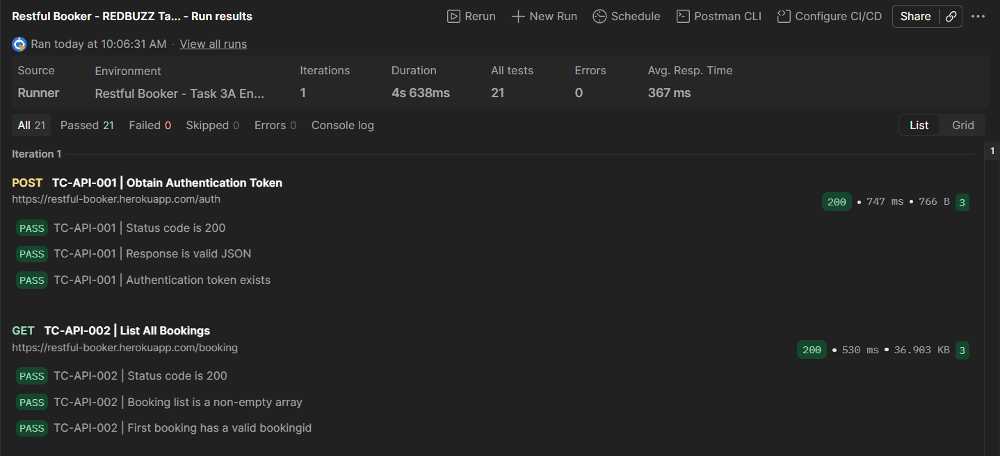 Restful Booker - REDBUZZ Ta... - Run results Rerun New Run Schedule Postman CLI Configure CI/CD Share
Ran today at 10:06:31 AM · View all runs
Source Environment Iterations Duration All tests Errors Avg. Resp. Time
Runner Restful Booker - Task 3A En... 1 4s 638ms 21 0 367 ms
All 21 Passed 21 Failed 0 Skipped 0 Errors 0 Console log List Grid
Iteration 1 1
POST TC-API-001 | Obtain Authentication Token
https://restful-booker.herokuapp.com/auth 200 • 747 ms • 766 B 3
PASS TC-API-001 | Status code is 200
PASS TC-API-001 | Response is valid JSON
PASS TC-API-001 | Authentication token exists
GET TC-API-002 | List All Bookings
https://restful-booker.herokuapp.com/booking 200 • 530 ms • 36.903 KB 3
PASS TC-API-002 | Status code is 200
PASS TC-API-002 | Booking list is a non-empty array
PASS TC-API-002 | First booking has a valid bookingid